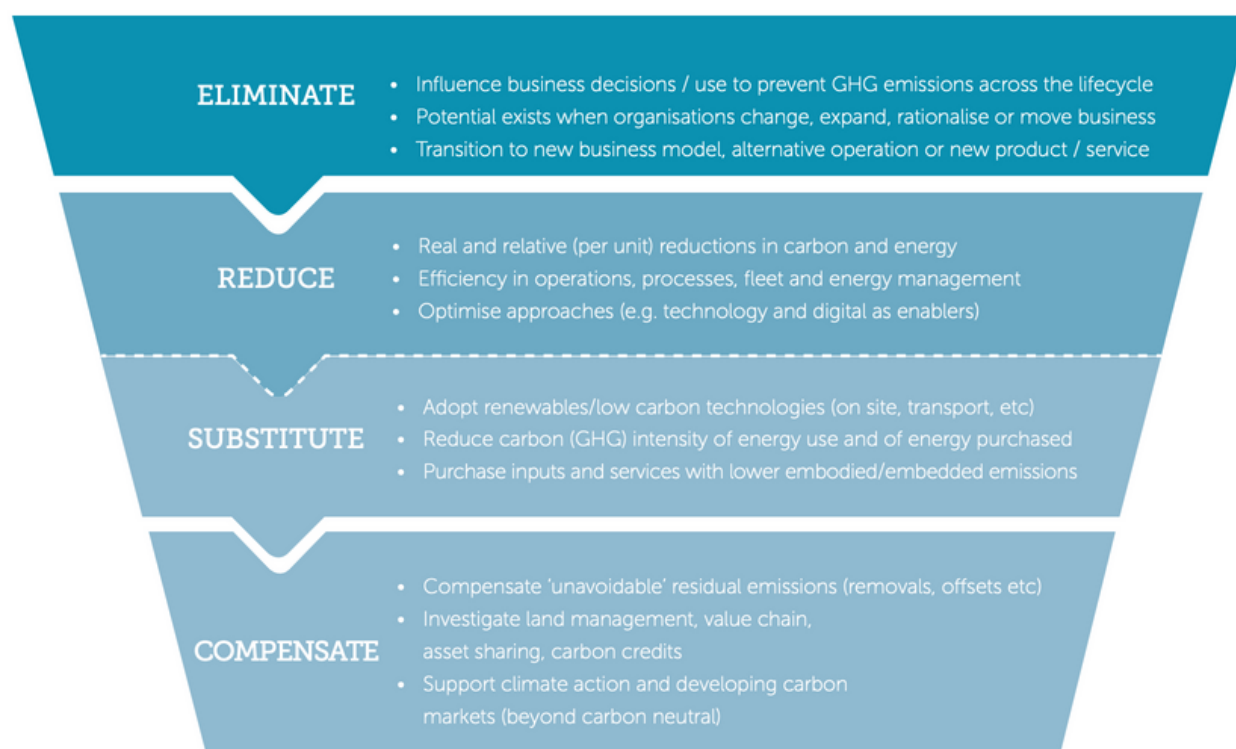 ELIMINATE
• Influence business decisions / use to prevent GHG emissions across the lifecycle
• Potential exists when organisations change, expand, rationalise or move business
• Transition to new business model, alternative operation or new product / service
REDUCE
• Real and relative (per unit) reductions in carbon and energy
• Efficiency in operations, processes, fleet and energy management
• Optimise approaches (e.g. technology and digital as enablers)
SUBSTITUTE
• Adopt renewables/low carbon technologies (on site, transport, etc)
• Reduce carbon (GHG) intensity of energy use and of energy purchased
• Purchase inputs and services with lower embodied/embedded emissions
COMPENSATE
• Compensate 'unavoidable' residual emissions (removals, offsets etc)
• Investigate land management, value chain,
asset sharing, carbon credits
• Support climate action and developing carbon
markets (beyond carbon neutral)